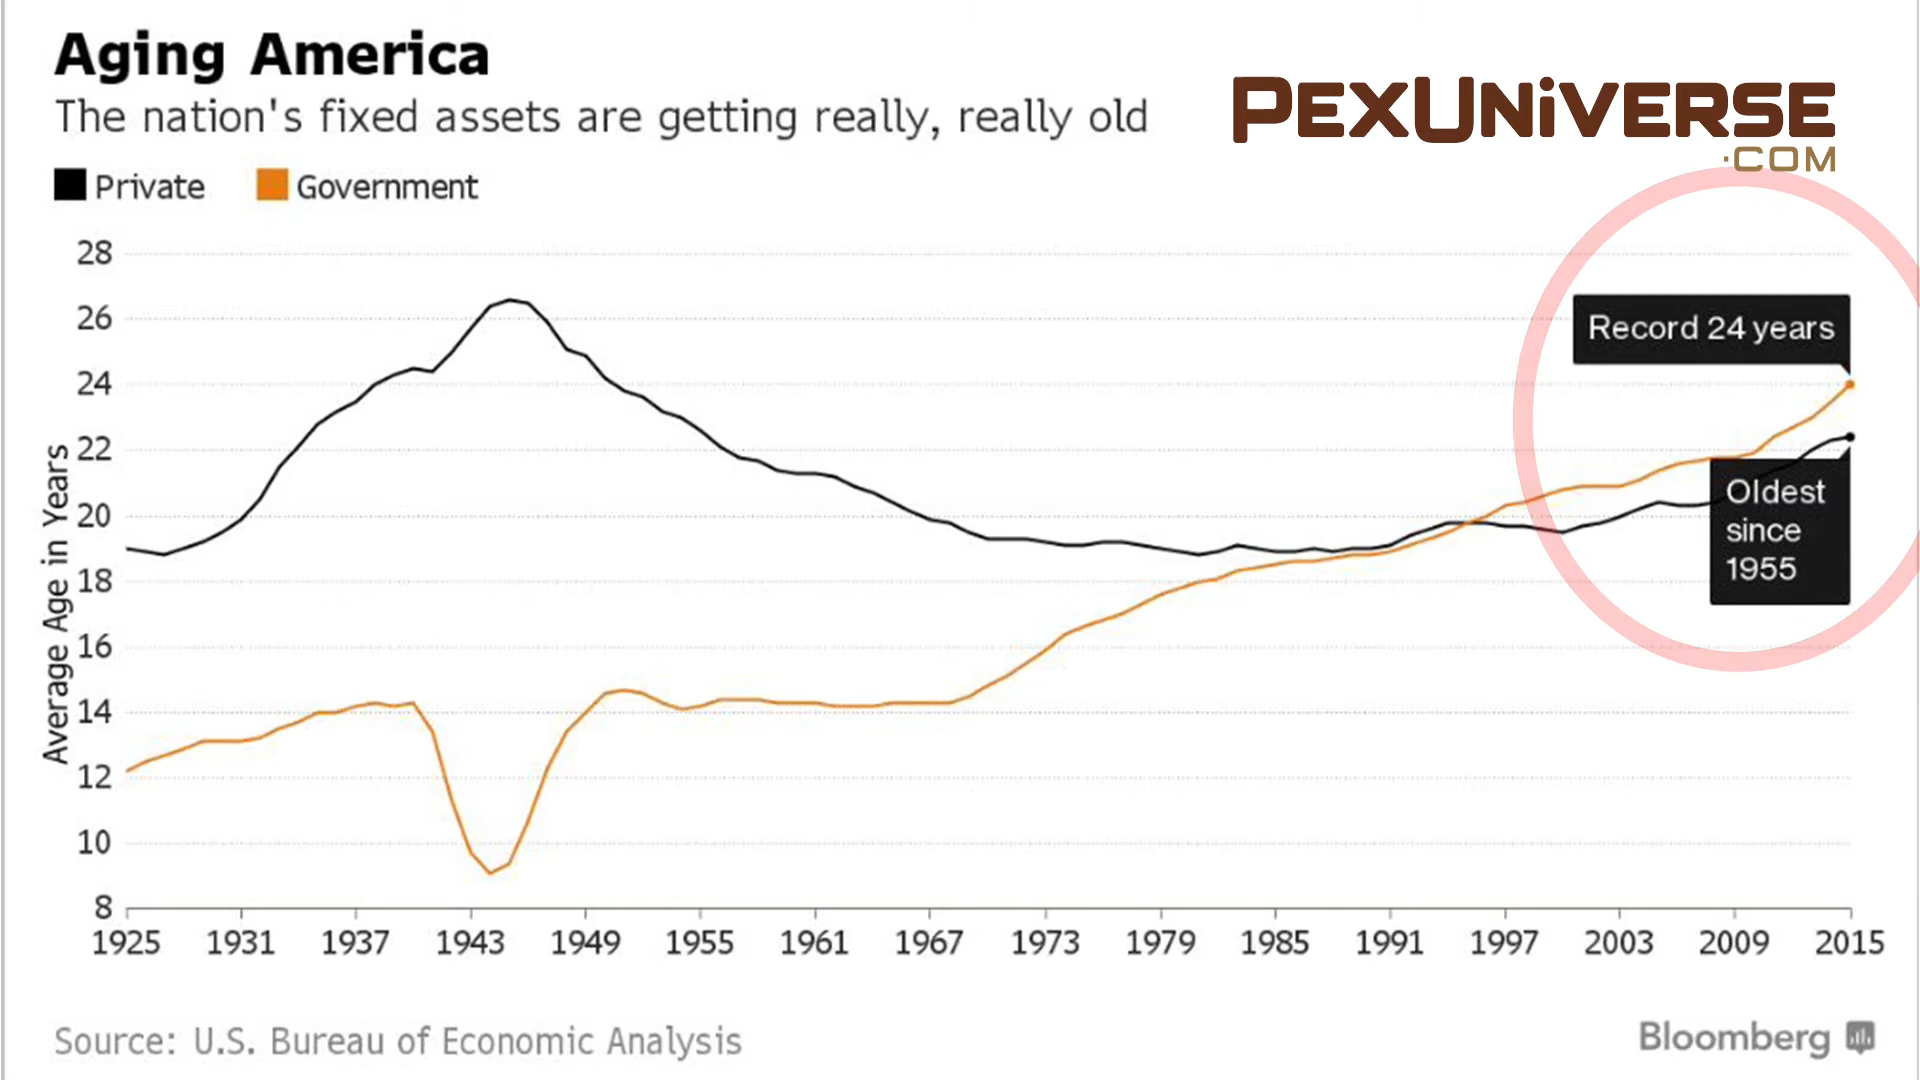 Aging America
The nation's fixed assets are getting really, really old
PEXUNiVERSE
.COM
Private
Government
Average Age in Years
28
26
24
22
20
18
16
14
12
10
8
Record 24 years
Oldest
since
1955
1925 1931 1937 1943 1949 1955 1961 1967 1973 1979 1985 1991 1997 2003 2009 2015
Source: U.S. Bureau of Economic Analysis
Bloomberg